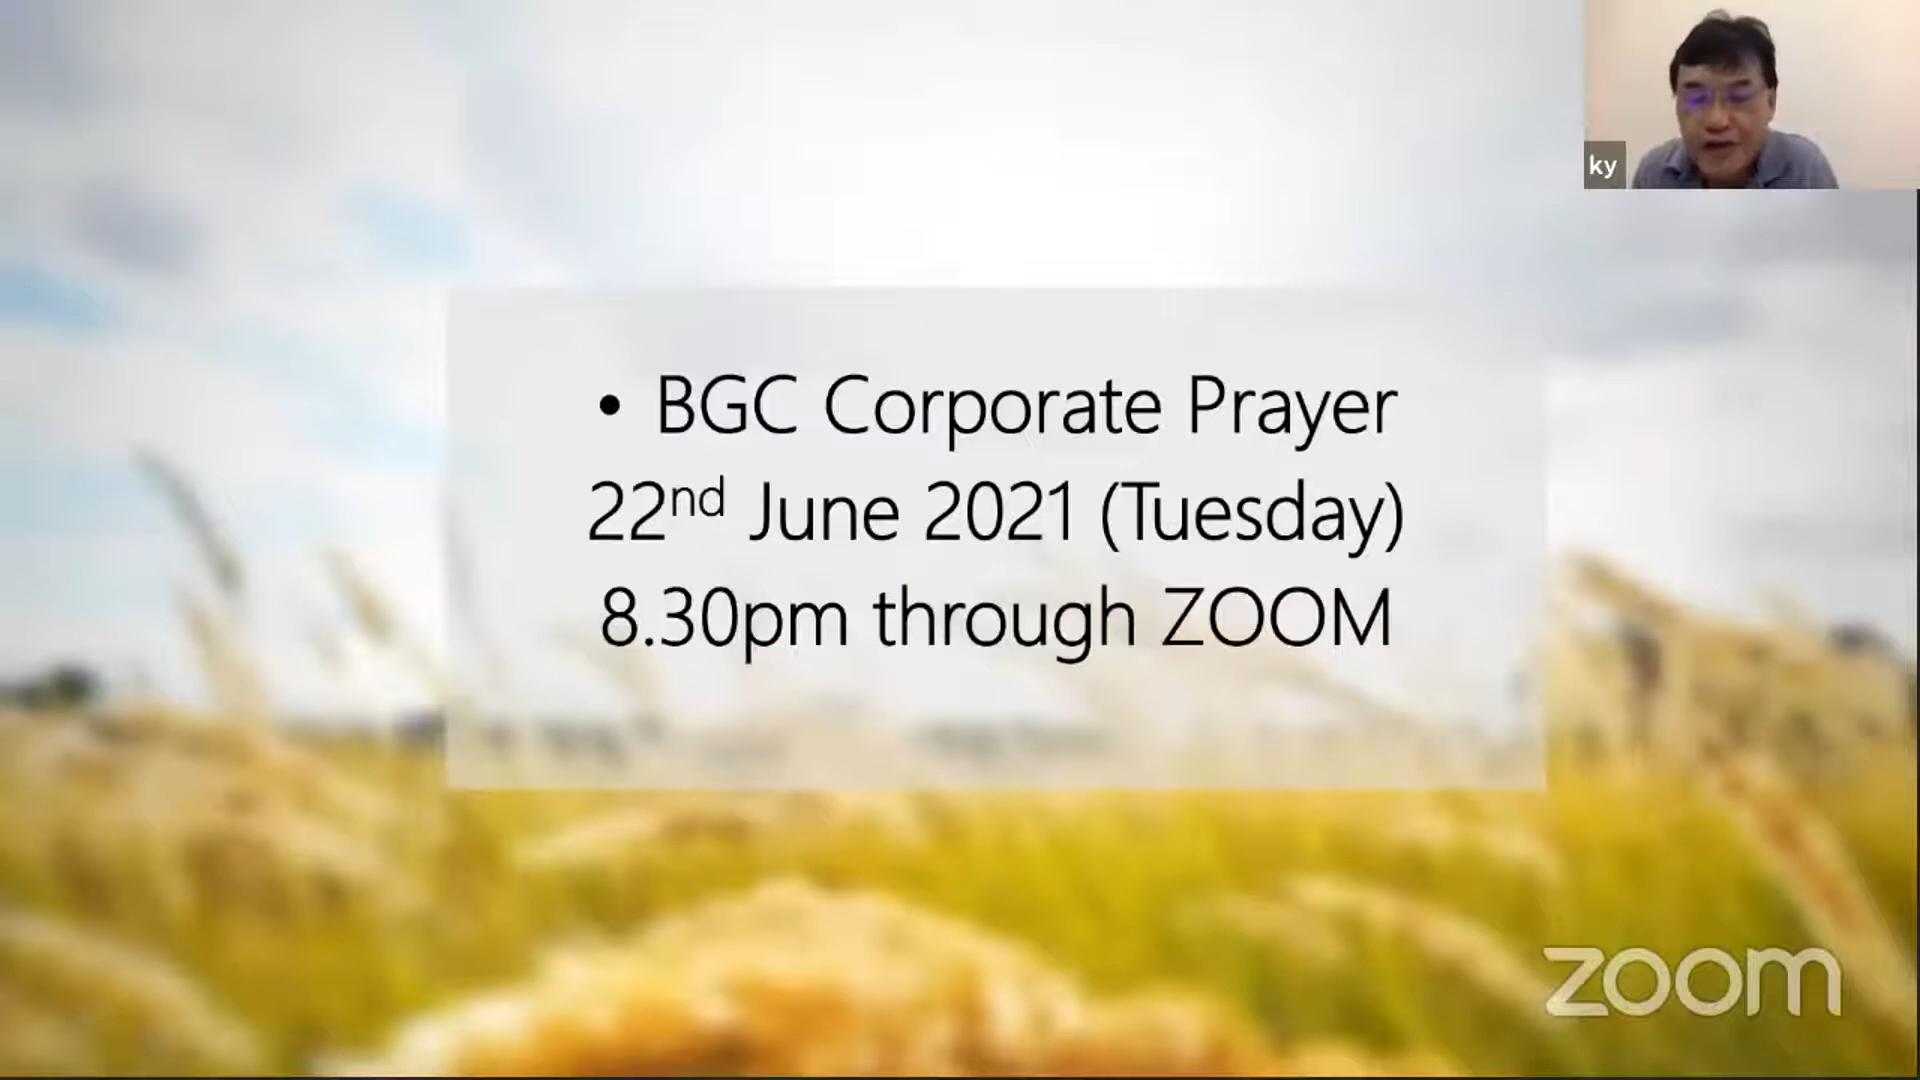 ky
• BGC Corporate Prayer
22nd June 2021 (Tuesday)
8.30pm through ZOOM
zoom